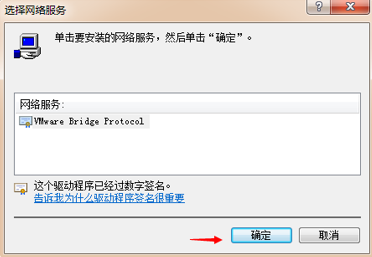 选择网络服务
单击要安装的网络服务，然后单击“确定”。
网络服务:
VMware Bridge Protocol
这个驱动程序已经过数字签名。
告诉我为什么驱动程序签名很重要
确定
取消